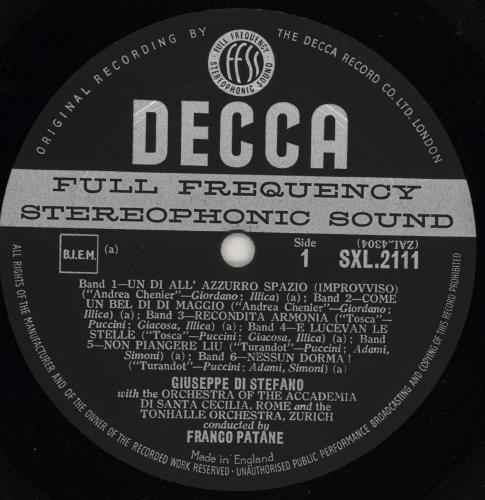 ORIGINAL RECORDING BY
THE DECCA RECORD CO. LTD. LONDON
FULL FREQUENCY
ffss
STEREOPHONIC SOUND
DECCA
FULL FREQUENCY
STEREOPHONIC SOUND
B.I.E.M. (a)
Side 1
(ZAL.4304)
SXL.2111
Band 1—UN DI ALL' AZZURRO SPAZIO (IMPROVVISO)
("Andrea Chenier"—Giordano; Illica) (a); Band 2—COME
UN BEL DI DI MAGGIO ("Andrea Chenier"—Giordano;
Illica) (a); Band 3—RECONDITA ARMONIA ("Tosca"—
Puccini; Giacosa, Illica) (a); Band 4—E LUCEVAN LE
STELLE ("Tosca"—Puccini; Giacosa, Illica) (a); Band
5—NON PIANGERE LIU ("Turandot"—Puccini; Adami,
Simoni) (a); Band 6—NESSUN DORMA!
("Turandot"—Puccini; Adami, Simoni) (a)
GIUSEPPE DI STEFANO
with the ORCHESTRA OF THE ACCADEMIA
DI SANTA CECILIA, ROME and the
TONHALLE ORCHESTRA, ZURICH
conducted by
FRANCO PATANE
Made in England
ALL RIGHTS OF THE MANUFACTURER AND OF THE OWNER OF THE RECORDED WORK RESERVED · UNAUTHORISED PUBLIC PERFORMANCE BROADCASTING AND COPYING OF THIS RECORD PROHIBITED